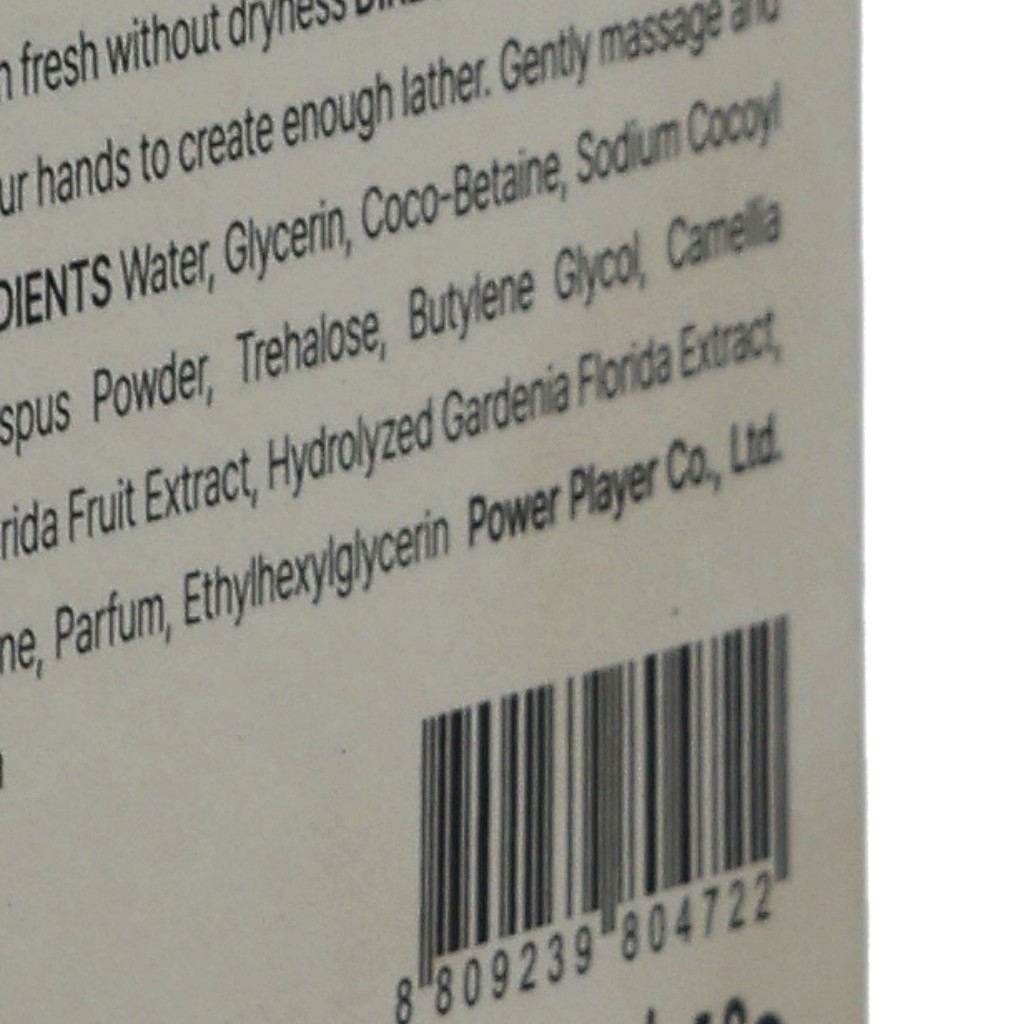 fresh without dryness
ur hands to create enough lather. Gently massage and
DIENTS Water, Glycerin, Coco-Betaine, Sodium Cocoyl
spus Powder, Trehalose, Butylene Glycol, Camellia
rida Fruit Extract, Hydrolyzed Gardenia Florida Extract,
ne, Parfum, Ethylhexylglycerin Power Player Co., Ltd.
8 809239 804722